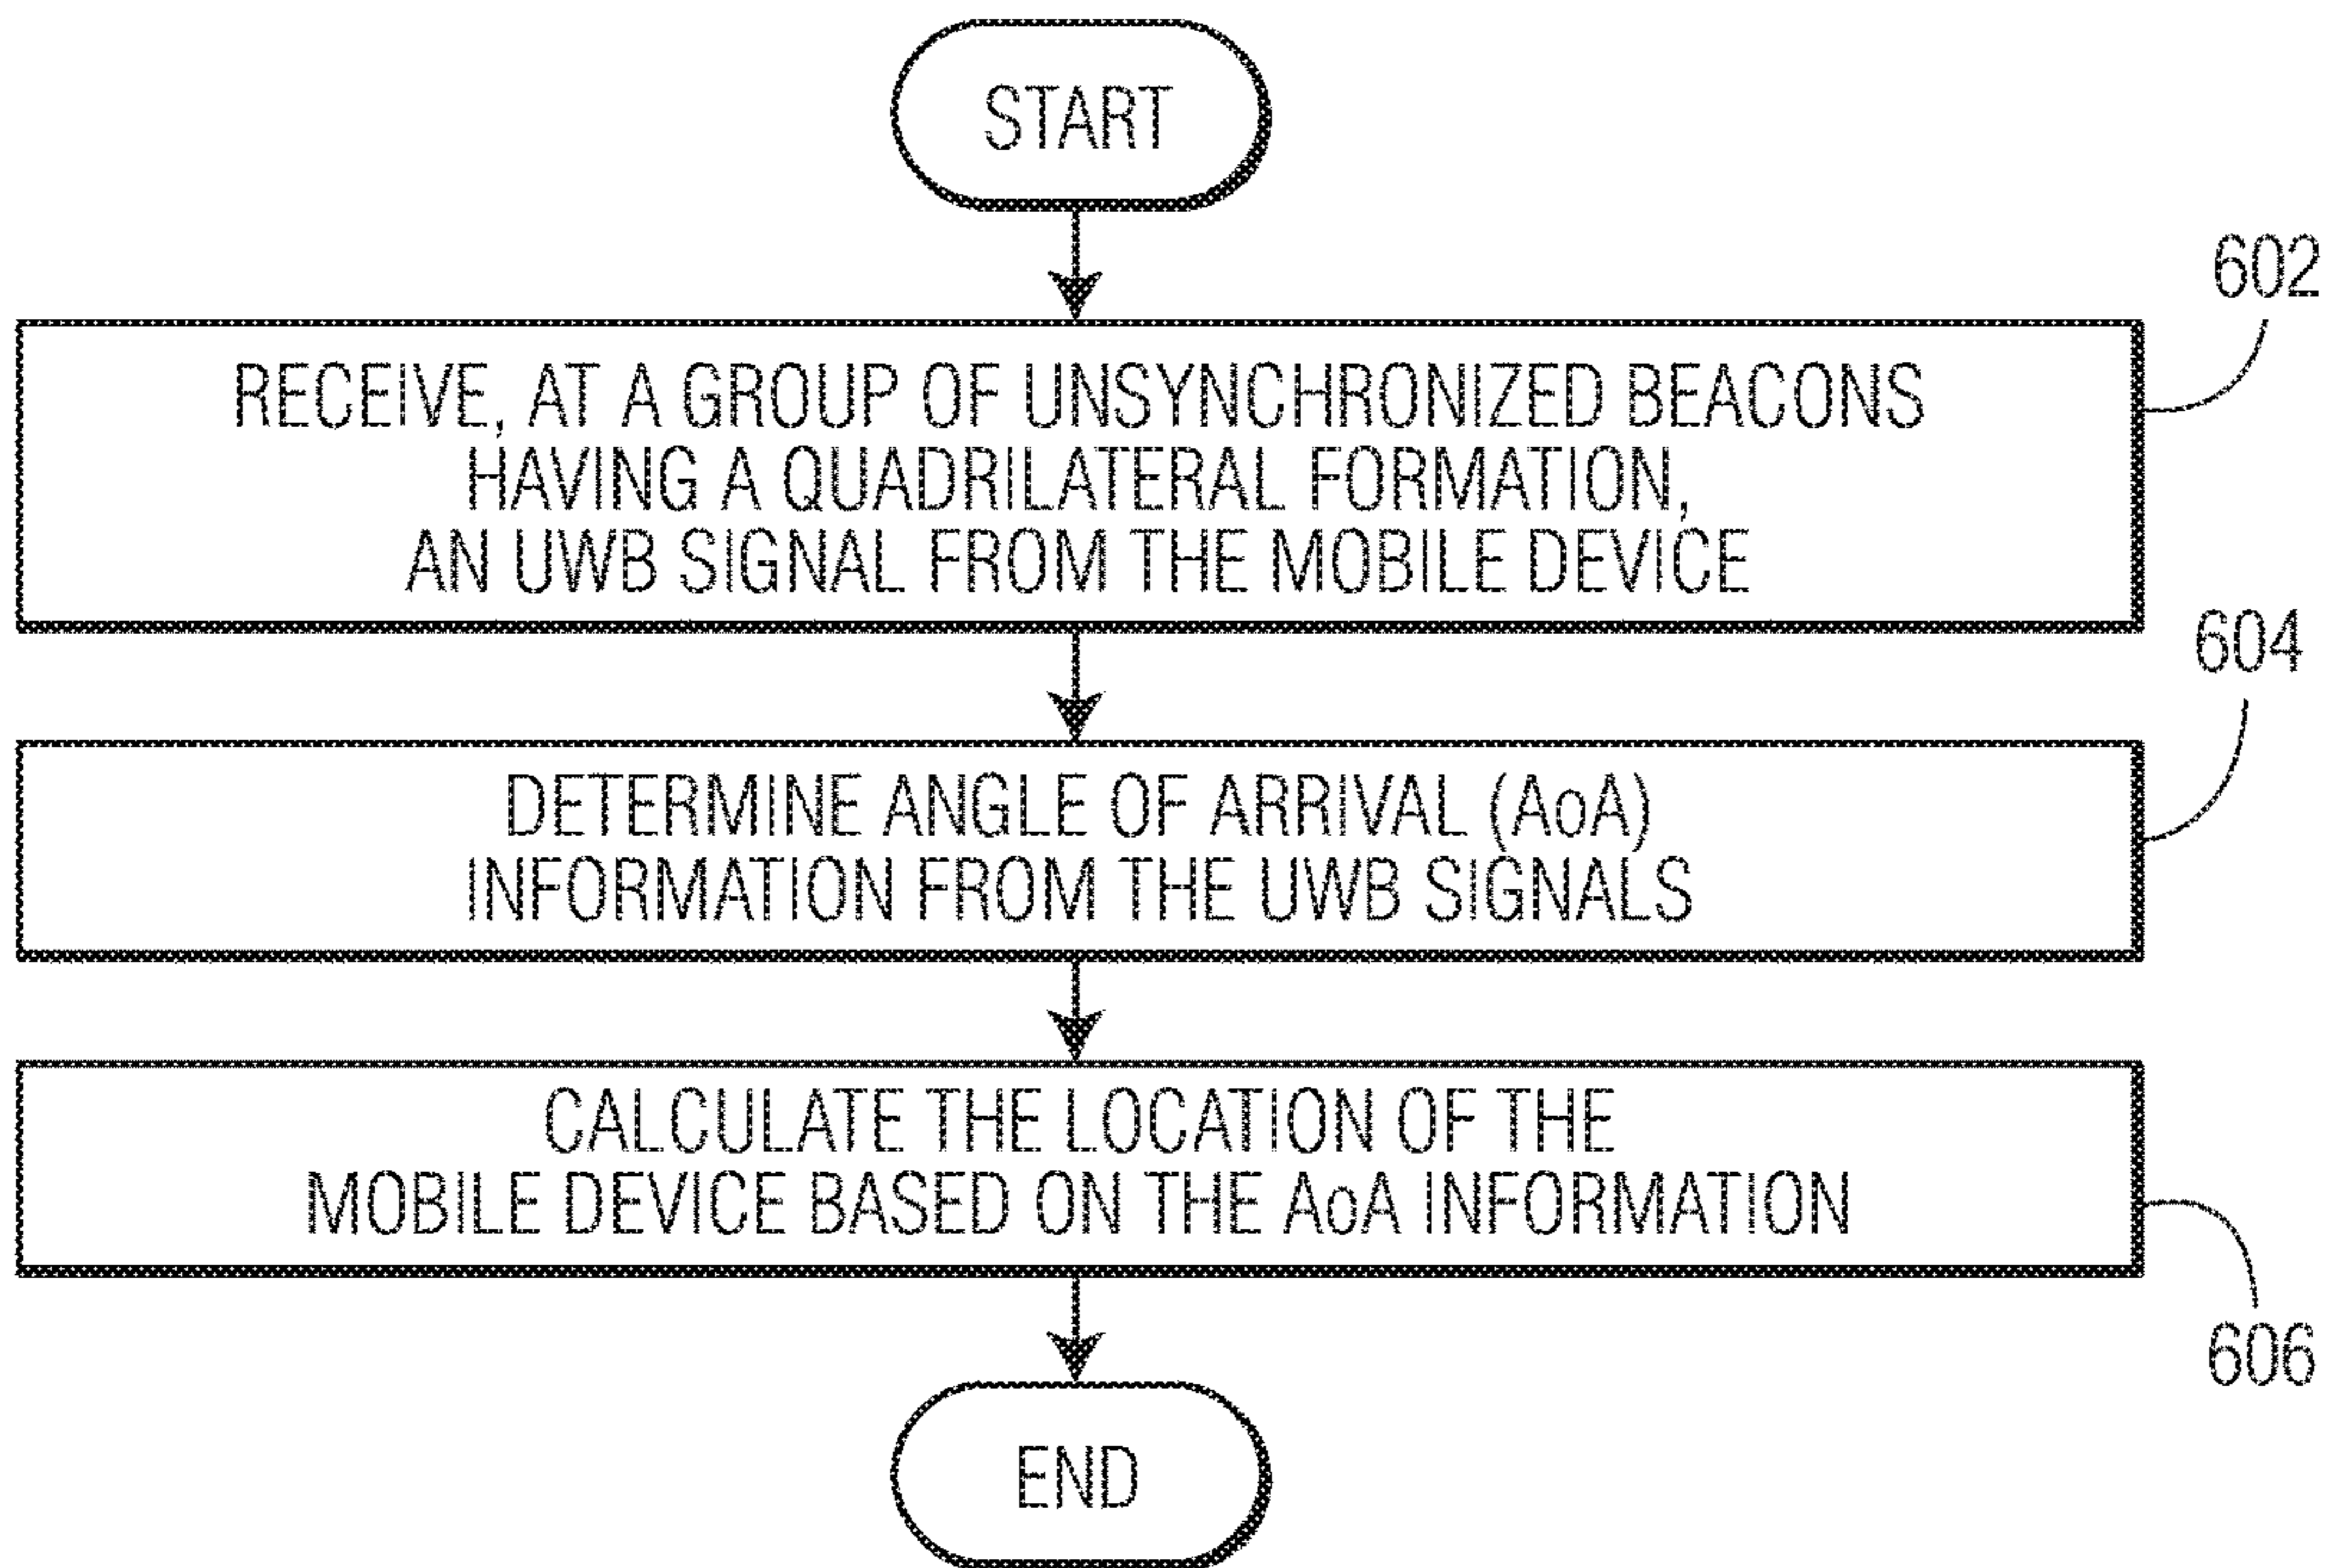 START
602
RECEIVE, AT A GROUP OF UNSYNCHRONIZED BEACONS
HAVING A QUADRILATERAL FORMATION,
AN UWB SIGNAL FROM THE MOBILE DEVICE
604
DETERMINE ANGLE OF ARRIVAL (AoA)
INFORMATION FROM THE UWB SIGNALS
CALCULATE THE LOCATION OF THE
MOBILE DEVICE BASED ON THE AoA INFORMATION
606
END